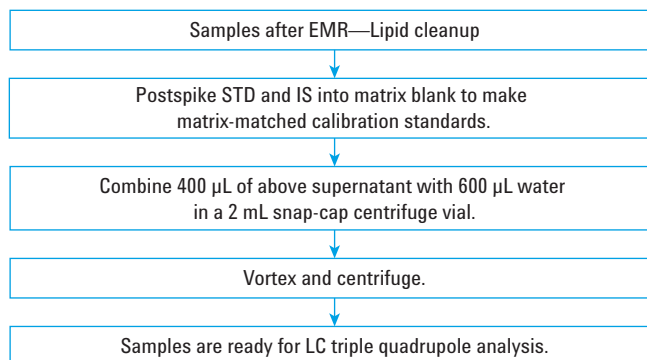 Samples after EMR—Lipid cleanup
Postspike STD and IS into matrix blank to make
matrix-matched calibration standards.
Combine 400 µL of above supernatant with 600 µL water
in a 2 mL snap-cap centrifuge vial.
Vortex and centrifuge.
Samples are ready for LC triple quadrupole analysis.